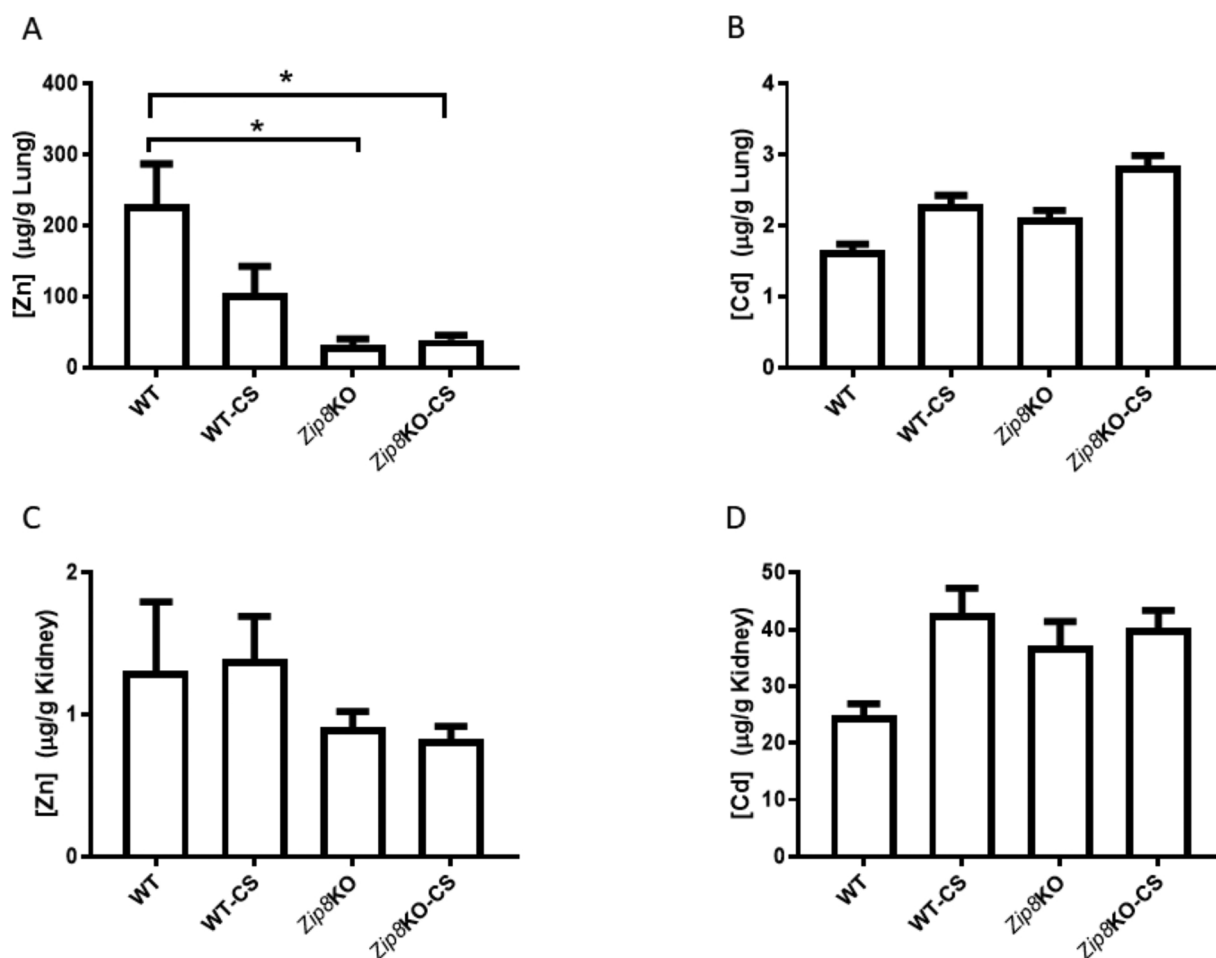 A
[Zn] (µg/g Lung)
400
300
200
100
0
*
*
WT
WT-CS
Zip8KO
Zip8KO-CS
B
[Cd] (µg/g Lung)
4
3
2
1
0
WT
WT-CS
Zip8KO
Zip8KO-CS
C
[Zn] (µg/g Kidney)
2
1
0
WT
WT-CS
Zip8KO
Zip8KO-CS
D
[Cd] (µg/g Kidney)
50
40
30
20
10
0
WT
WT-CS
Zip8KO
Zip8KO-CS